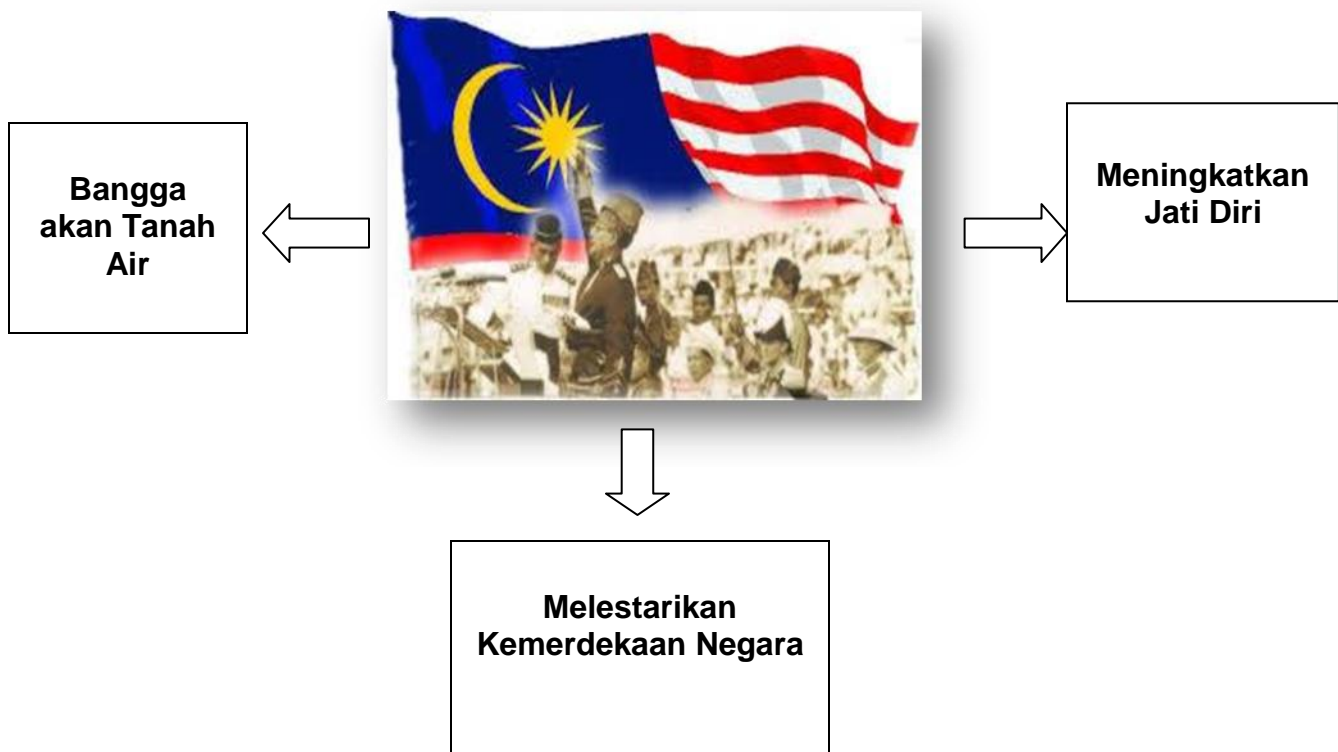 Bangga
akan Tanah
Air
Meningkatkan
Jati Diri
Melestarikan
Kemerdekaan Negara